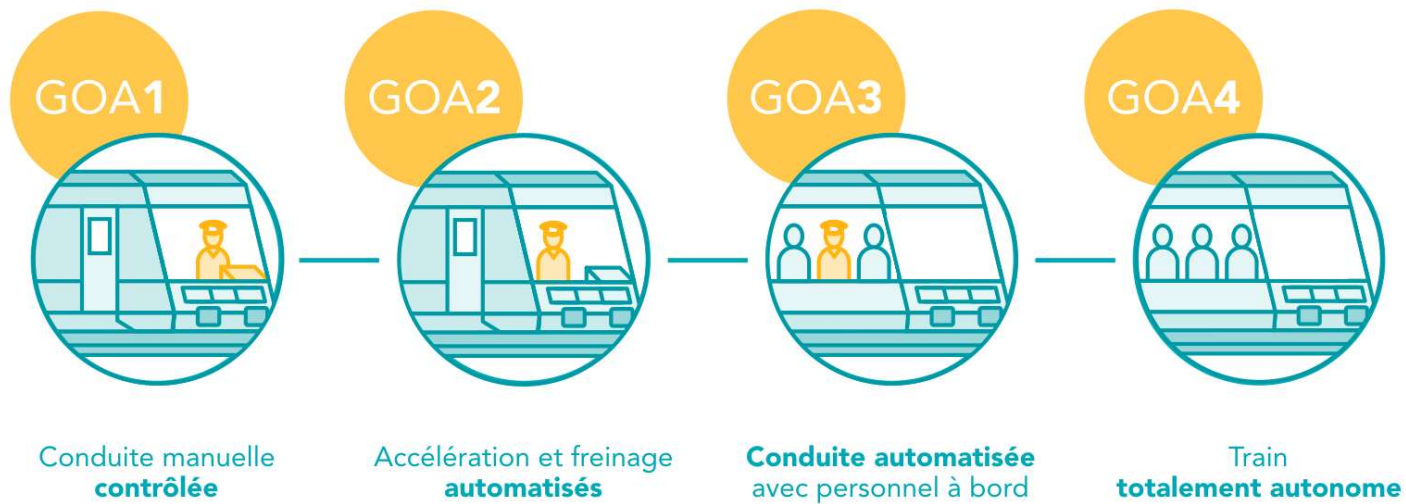 GOA1
GOA2
GOA3
GOA4
Conduite manuelle
contrôlée
Accélération et freinage
automatisés
Conduite automatisée
avec personnel à bord
Train
totalement autonome